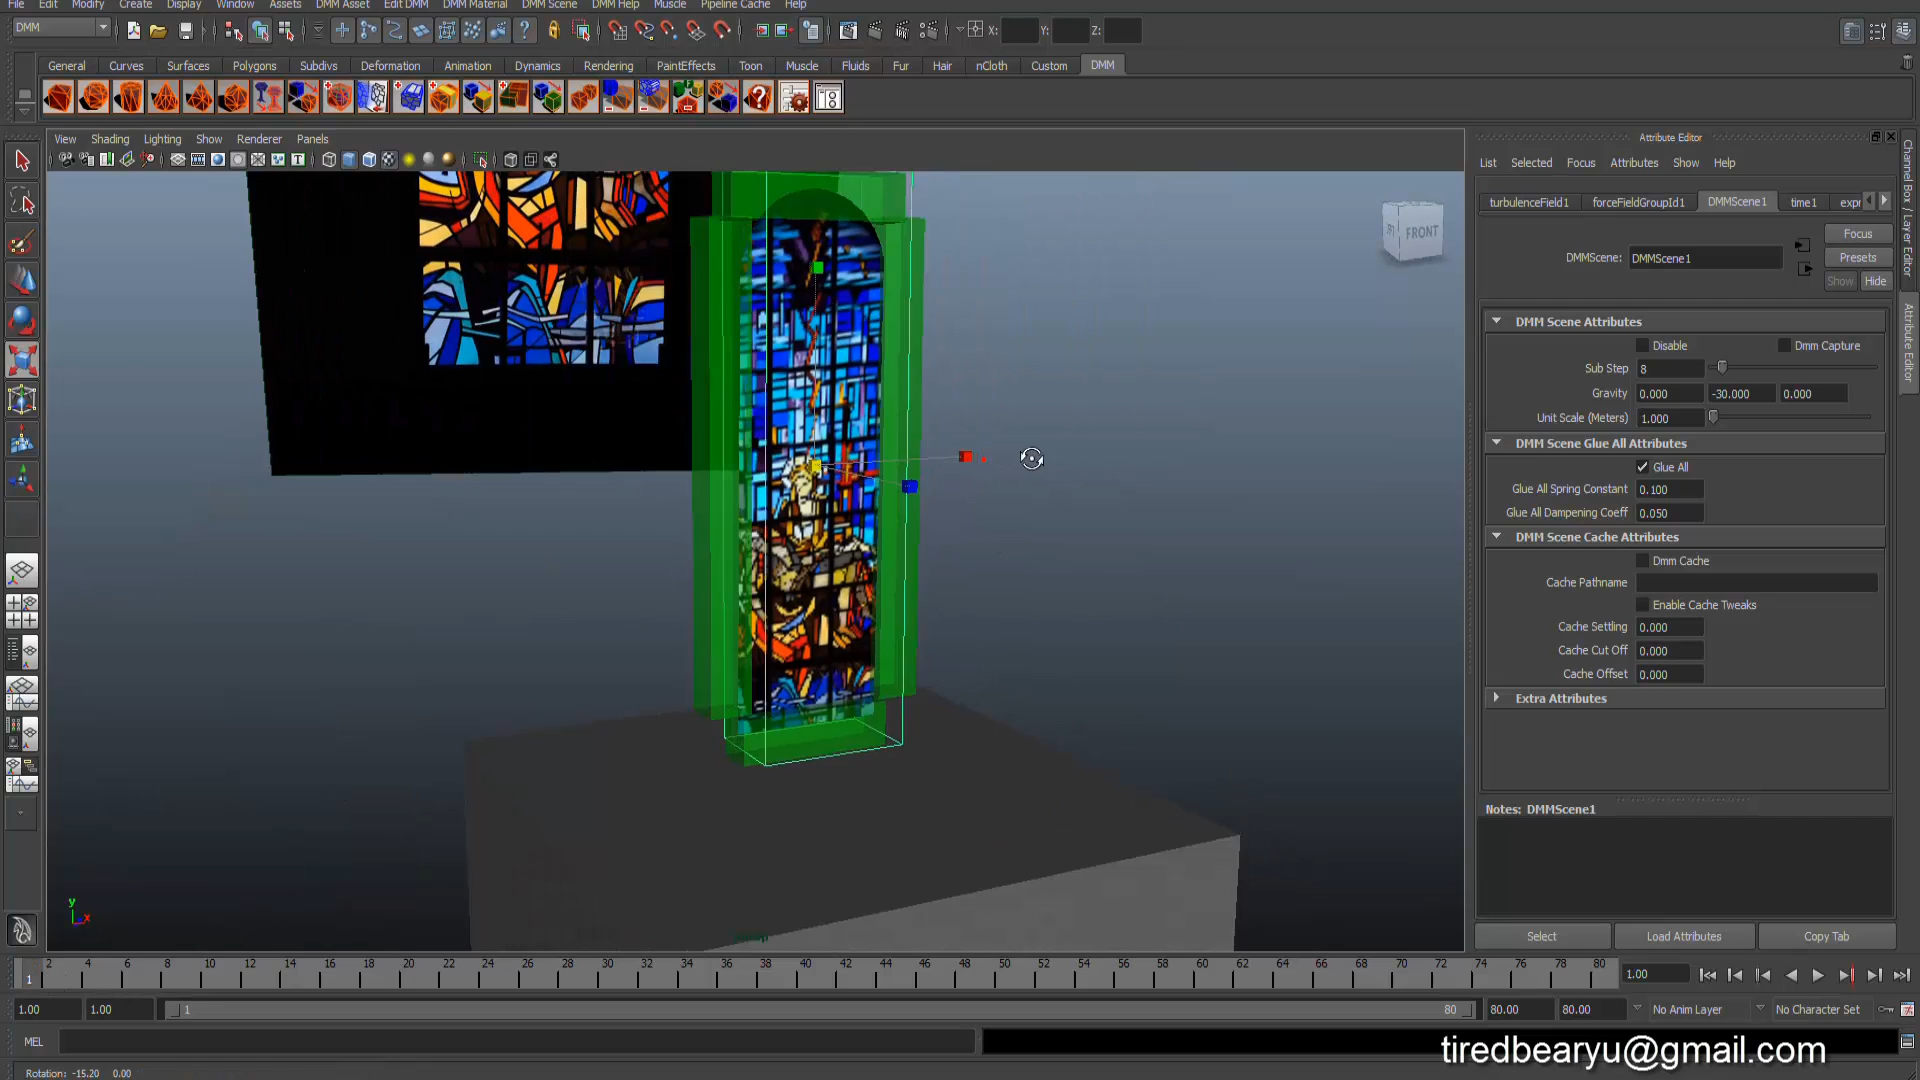 File Edit Modify Create Display Window Assets DMM Asset Edit DMM DMM Material DMM Scene DMM Help Muscle Pipeline Cache Help
DMM X: Y: Z:
General Curves Surfaces Subdivs Polygons Deformation Animation Dynamics Rendering PaintEffects Toon Muscle Fluids Fur Hair nCloth Custom DMM
View Shading Lighting Show Renderer Panels
Attribute Editor
List Selected Focus Attributes Show Help
turbulenceField1 forceFieldGroupId1 DMMScene1 time1 expr
Focus
DMMScene: DMMScene1 Presets
Show Hide
DMM Scene Attributes
Disable Dmm Capture
Sub Step 8
Gravity 0.000 -30.000 0.000
Unit Scale (Meters) 1.000
DMM Scene Glue All Attributes
Glue All
Glue All Spring Constant 0.100
Glue All Dampening Coeff 0.050
DMM Scene Cache Attributes
Dmm Cache
Cache Pathname
Enable Cache Tweaks
Cache Settling 0.000
Cache Cut Off 0.000
Cache Offset 0.000
Extra Attributes
Notes: DMMScene1
Select Load Attributes Copy Tab
Channel Box / Layer Editor
Attribute Editor
FRONT
y
x
2 4 6 8 10 12 14 16 18 20 22 24 26 28 30 32 34 36 38 40 42 44 46 48 50 52 54 56 58 60 62 64 66 68 70 72 74 76 78 80
1 1.00
1.00 1.00 1 80 80.00 80.00 No Anim Layer No Character Set
MEL
tiredbearyu@gmail.com
Rotation: -15.20 0.00